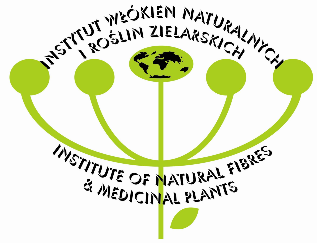 INSTYTUT WŁÓKIEN NATURALNYCH
I ROŚLIN ZIELARSKICH
INSTITUTE OF NATURAL FIBRES
& MEDICINAL PLANTS